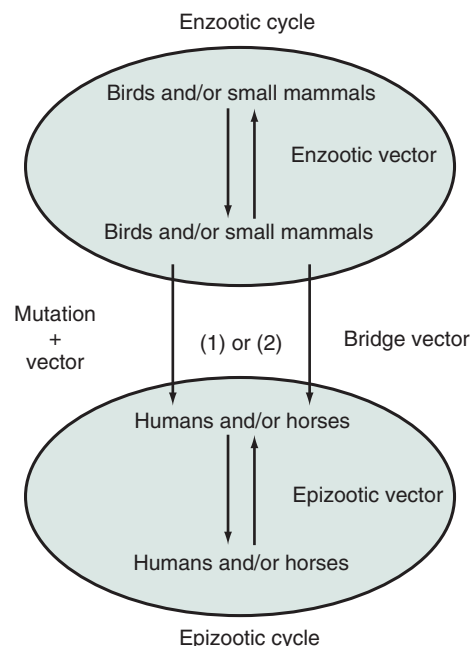 Enzootic cycle
Birds and/or small mammals
Enzootic vector
Birds and/or small mammals
Mutation
+
vector
(1) or (2)
Bridge vector
Humans and/or horses
Epizootic vector
Humans and/or horses
Epizootic cycle